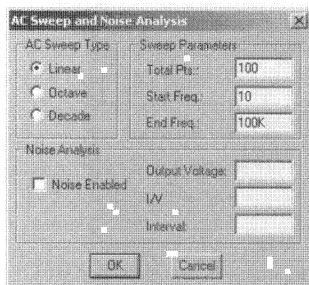 AC Sweep and Noise Analysis
AC Sweep Type
Linear
Octave
Decade
Sweep Parameters
Total Pts.: 100
Start Freq.: 10
End Freq.: 100K
Noise Analysis
Noise Enabled
Output Voltage:
I/V
Interval:
OK Cancel